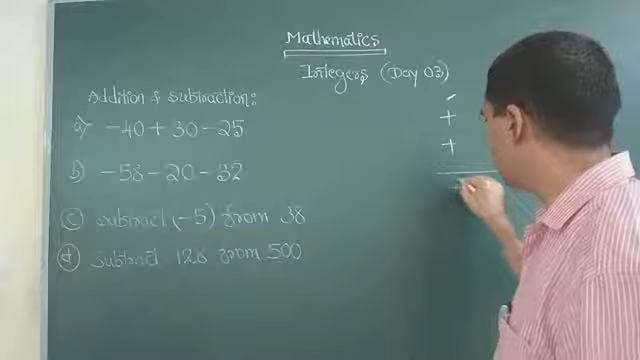 Mathematics
Integers (Day 03)
Addition & subtraction:
a) -40 + 30 - 25
b) -58 - 20 - 32
c) subtract (-5) from 38
d) subtract 128 from 500
-
+
+